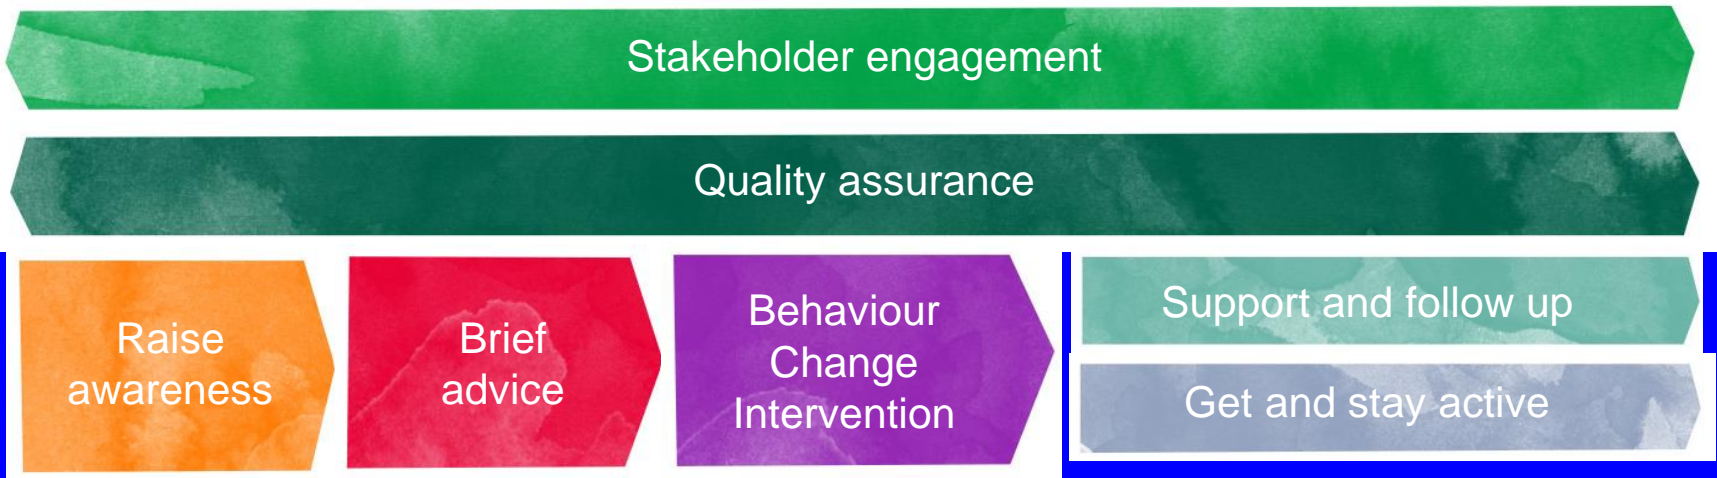 Stakeholder engagement
Quality assurance
Raise
awareness
Brief
advice
Behaviour
Change
Intervention
Support and follow up
Get and stay active